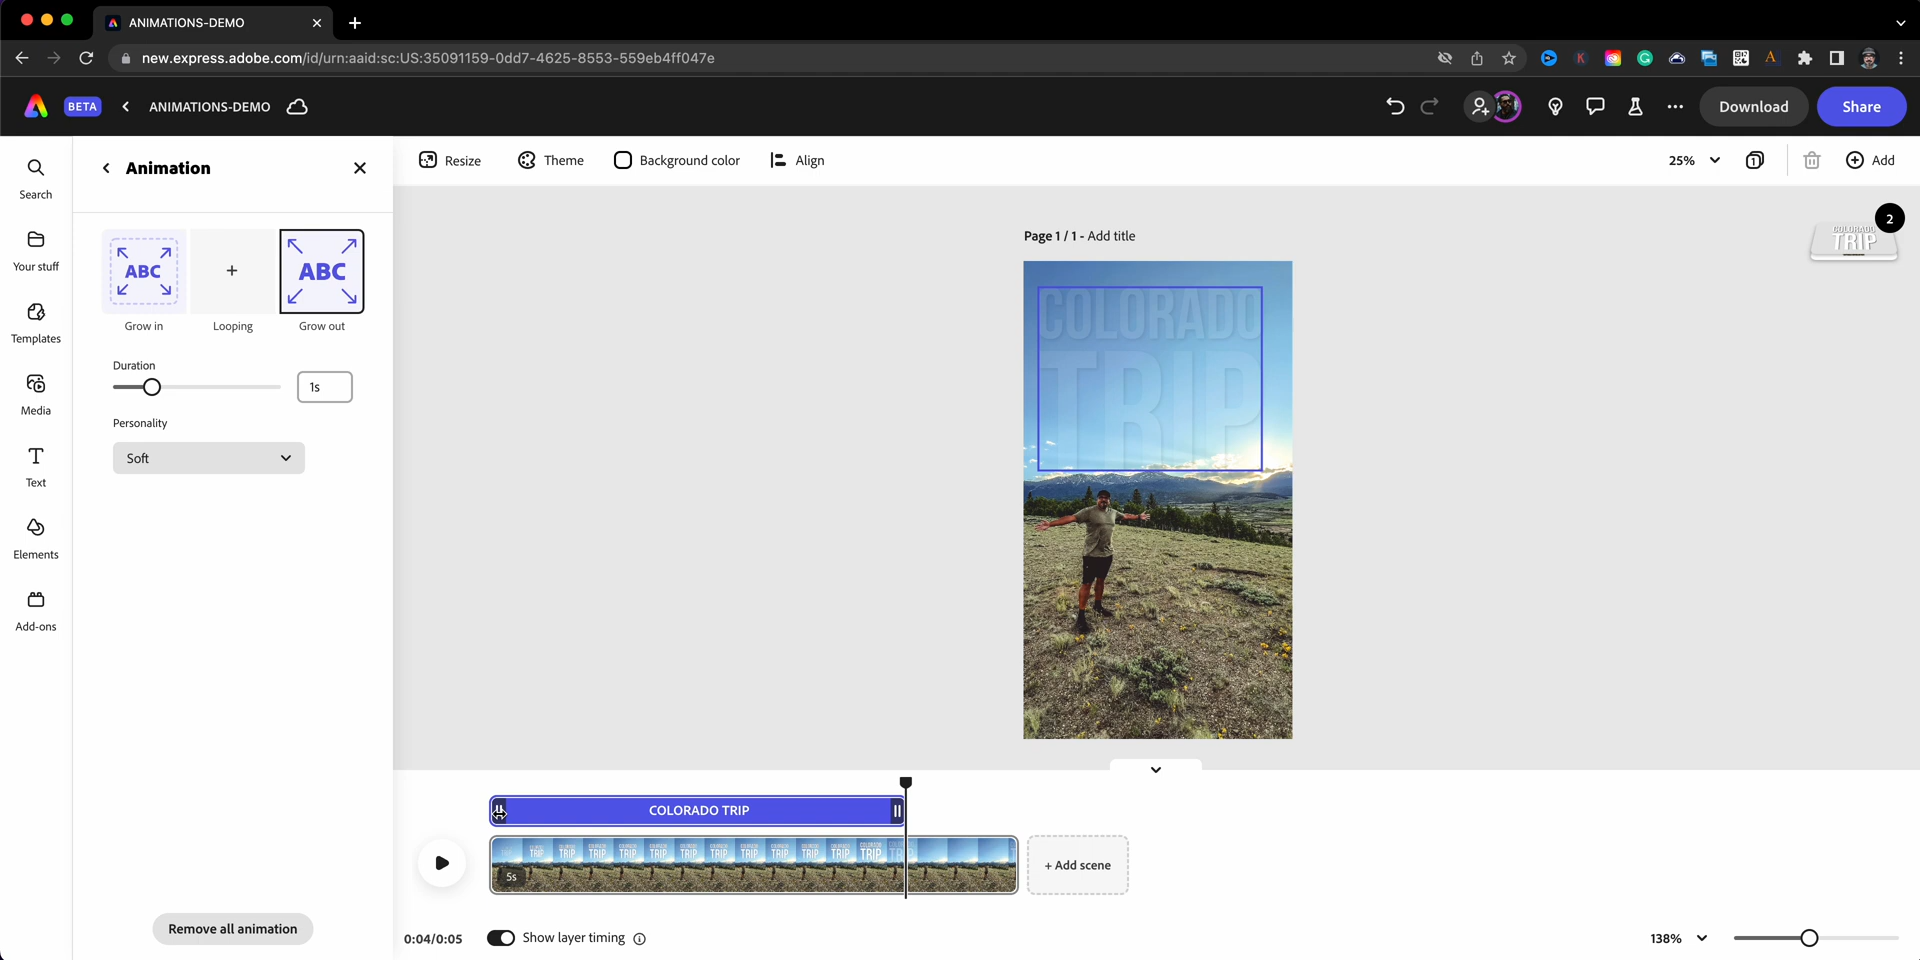 ANIMATIONS-DEMO
new.express.adobe.com/id/urn:aaid:sc:US:35091159-0dd7-4625-8553-559eb4ff047e
BETA
ANIMATIONS-DEMO
Download
Share
Search
Your stuff
Templates
Media
Text
Elements
Add-ons
Animation
ABC
ABC
Grow in
Looping
Grow out
Duration
1s
Personality
Soft
Remove all animation
Resize
Theme
Background color
Align
25%
1
Add
Page 1 / 1 - Add title
2
COLORADO
TRIP
COLORADO
TRIP
COLORADO TRIP
5s
+ Add scene
0:04/0:05
Show layer timing
138%